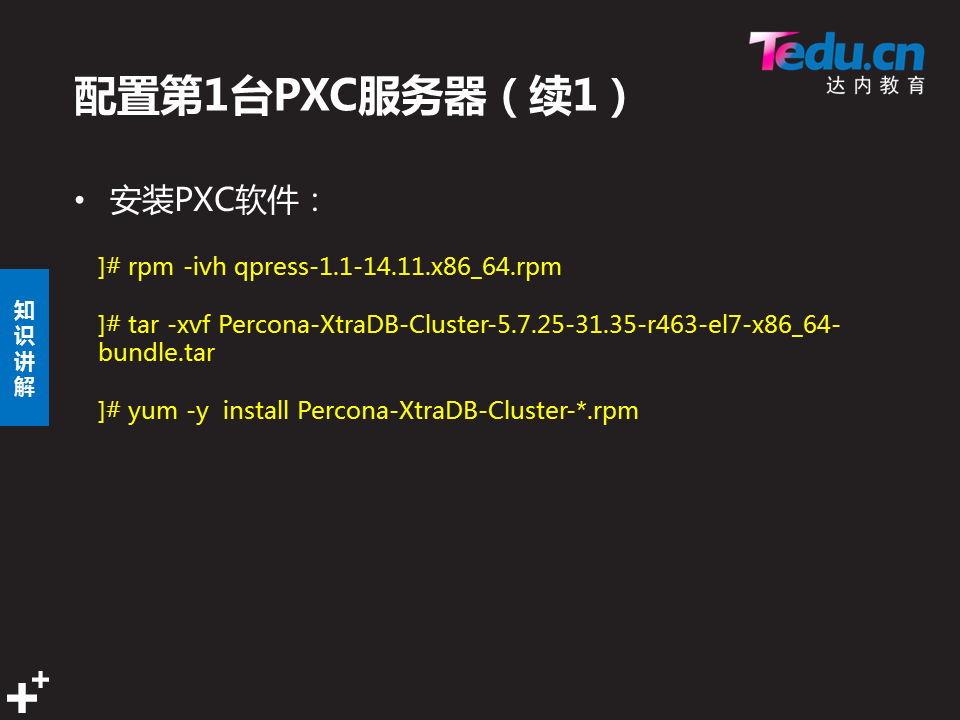 Tedu.cn
达内教育
配置第1台PXC服务器（续1）
• 安装PXC软件：
]# rpm -ivh qpress-1.1-14.11.x86_64.rpm
]# tar -xvf Percona-XtraDB-Cluster-5.7.25-31.35-r463-el7-x86_64-
bundle.tar
]# yum -y  install Percona-XtraDB-Cluster-*.rpm
知
识
讲
解